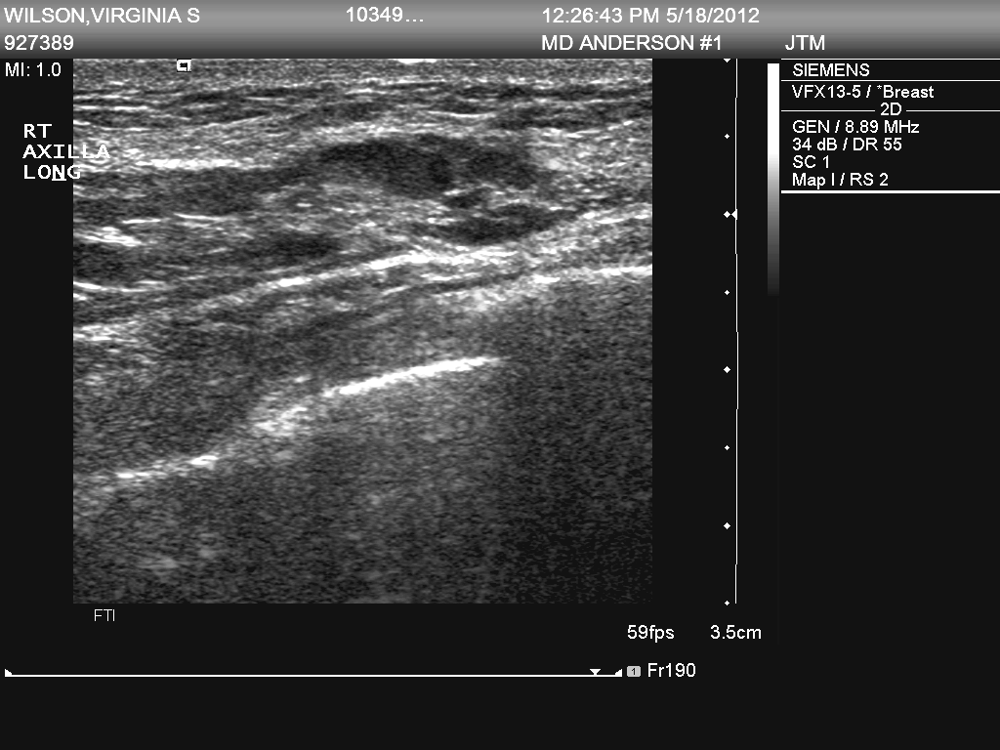 WILSON,VIRGINIA S 10349... 12:26:43 PM 5/18/2012
927389 MD ANDERSON #1 JTM
MI: 1.0
SIEMENS
VFX13-5 / *Breast
2D
GEN / 8.89 MHz
34 dB / DR 55
SC 1
Map I / RS 2
RT
AXILLA
LONG
FTI
59fps 3.5cm
1 Fr190